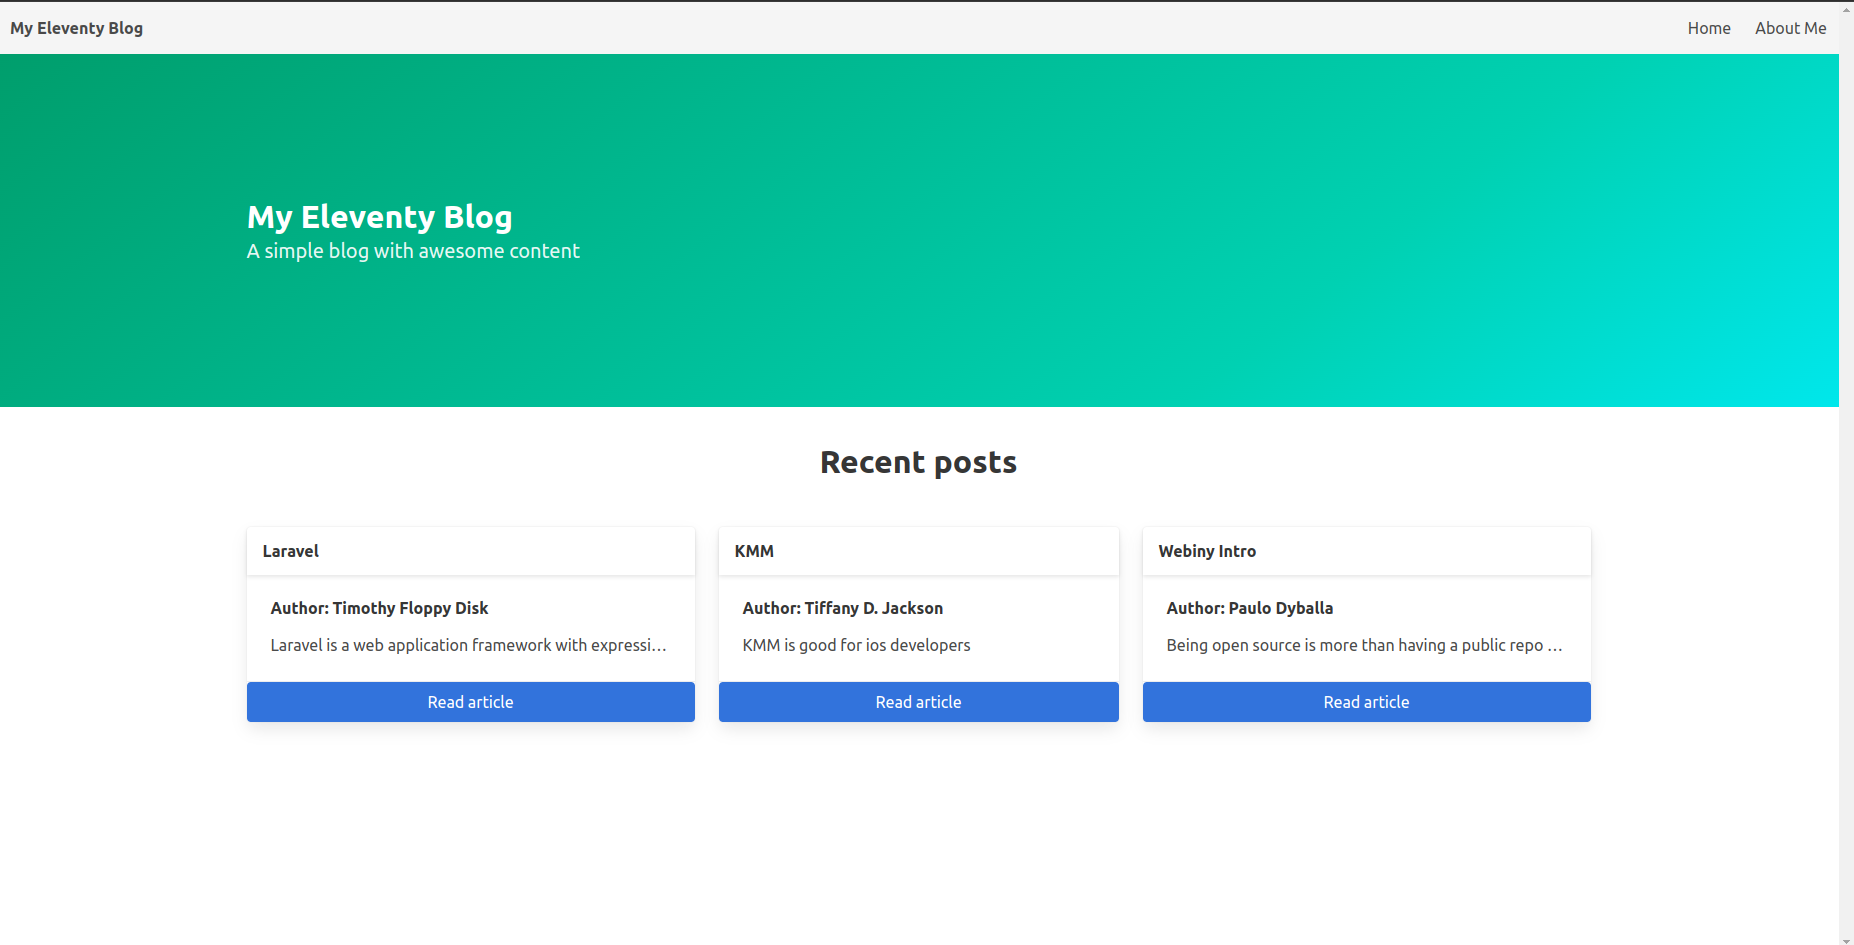 My Eleventy Blog
Home
About Me
My Eleventy Blog
A simple blog with awesome content
Recent posts
Laravel
Author: Timothy Floppy Disk
Laravel is a web application framework with expressi...
Read article
KMM
Author: Tiffany D. Jackson
KMM is good for ios developers
Read article
Webiny Intro
Author: Paulo Dyballa
Being open source is more than having a public repo ...
Read article